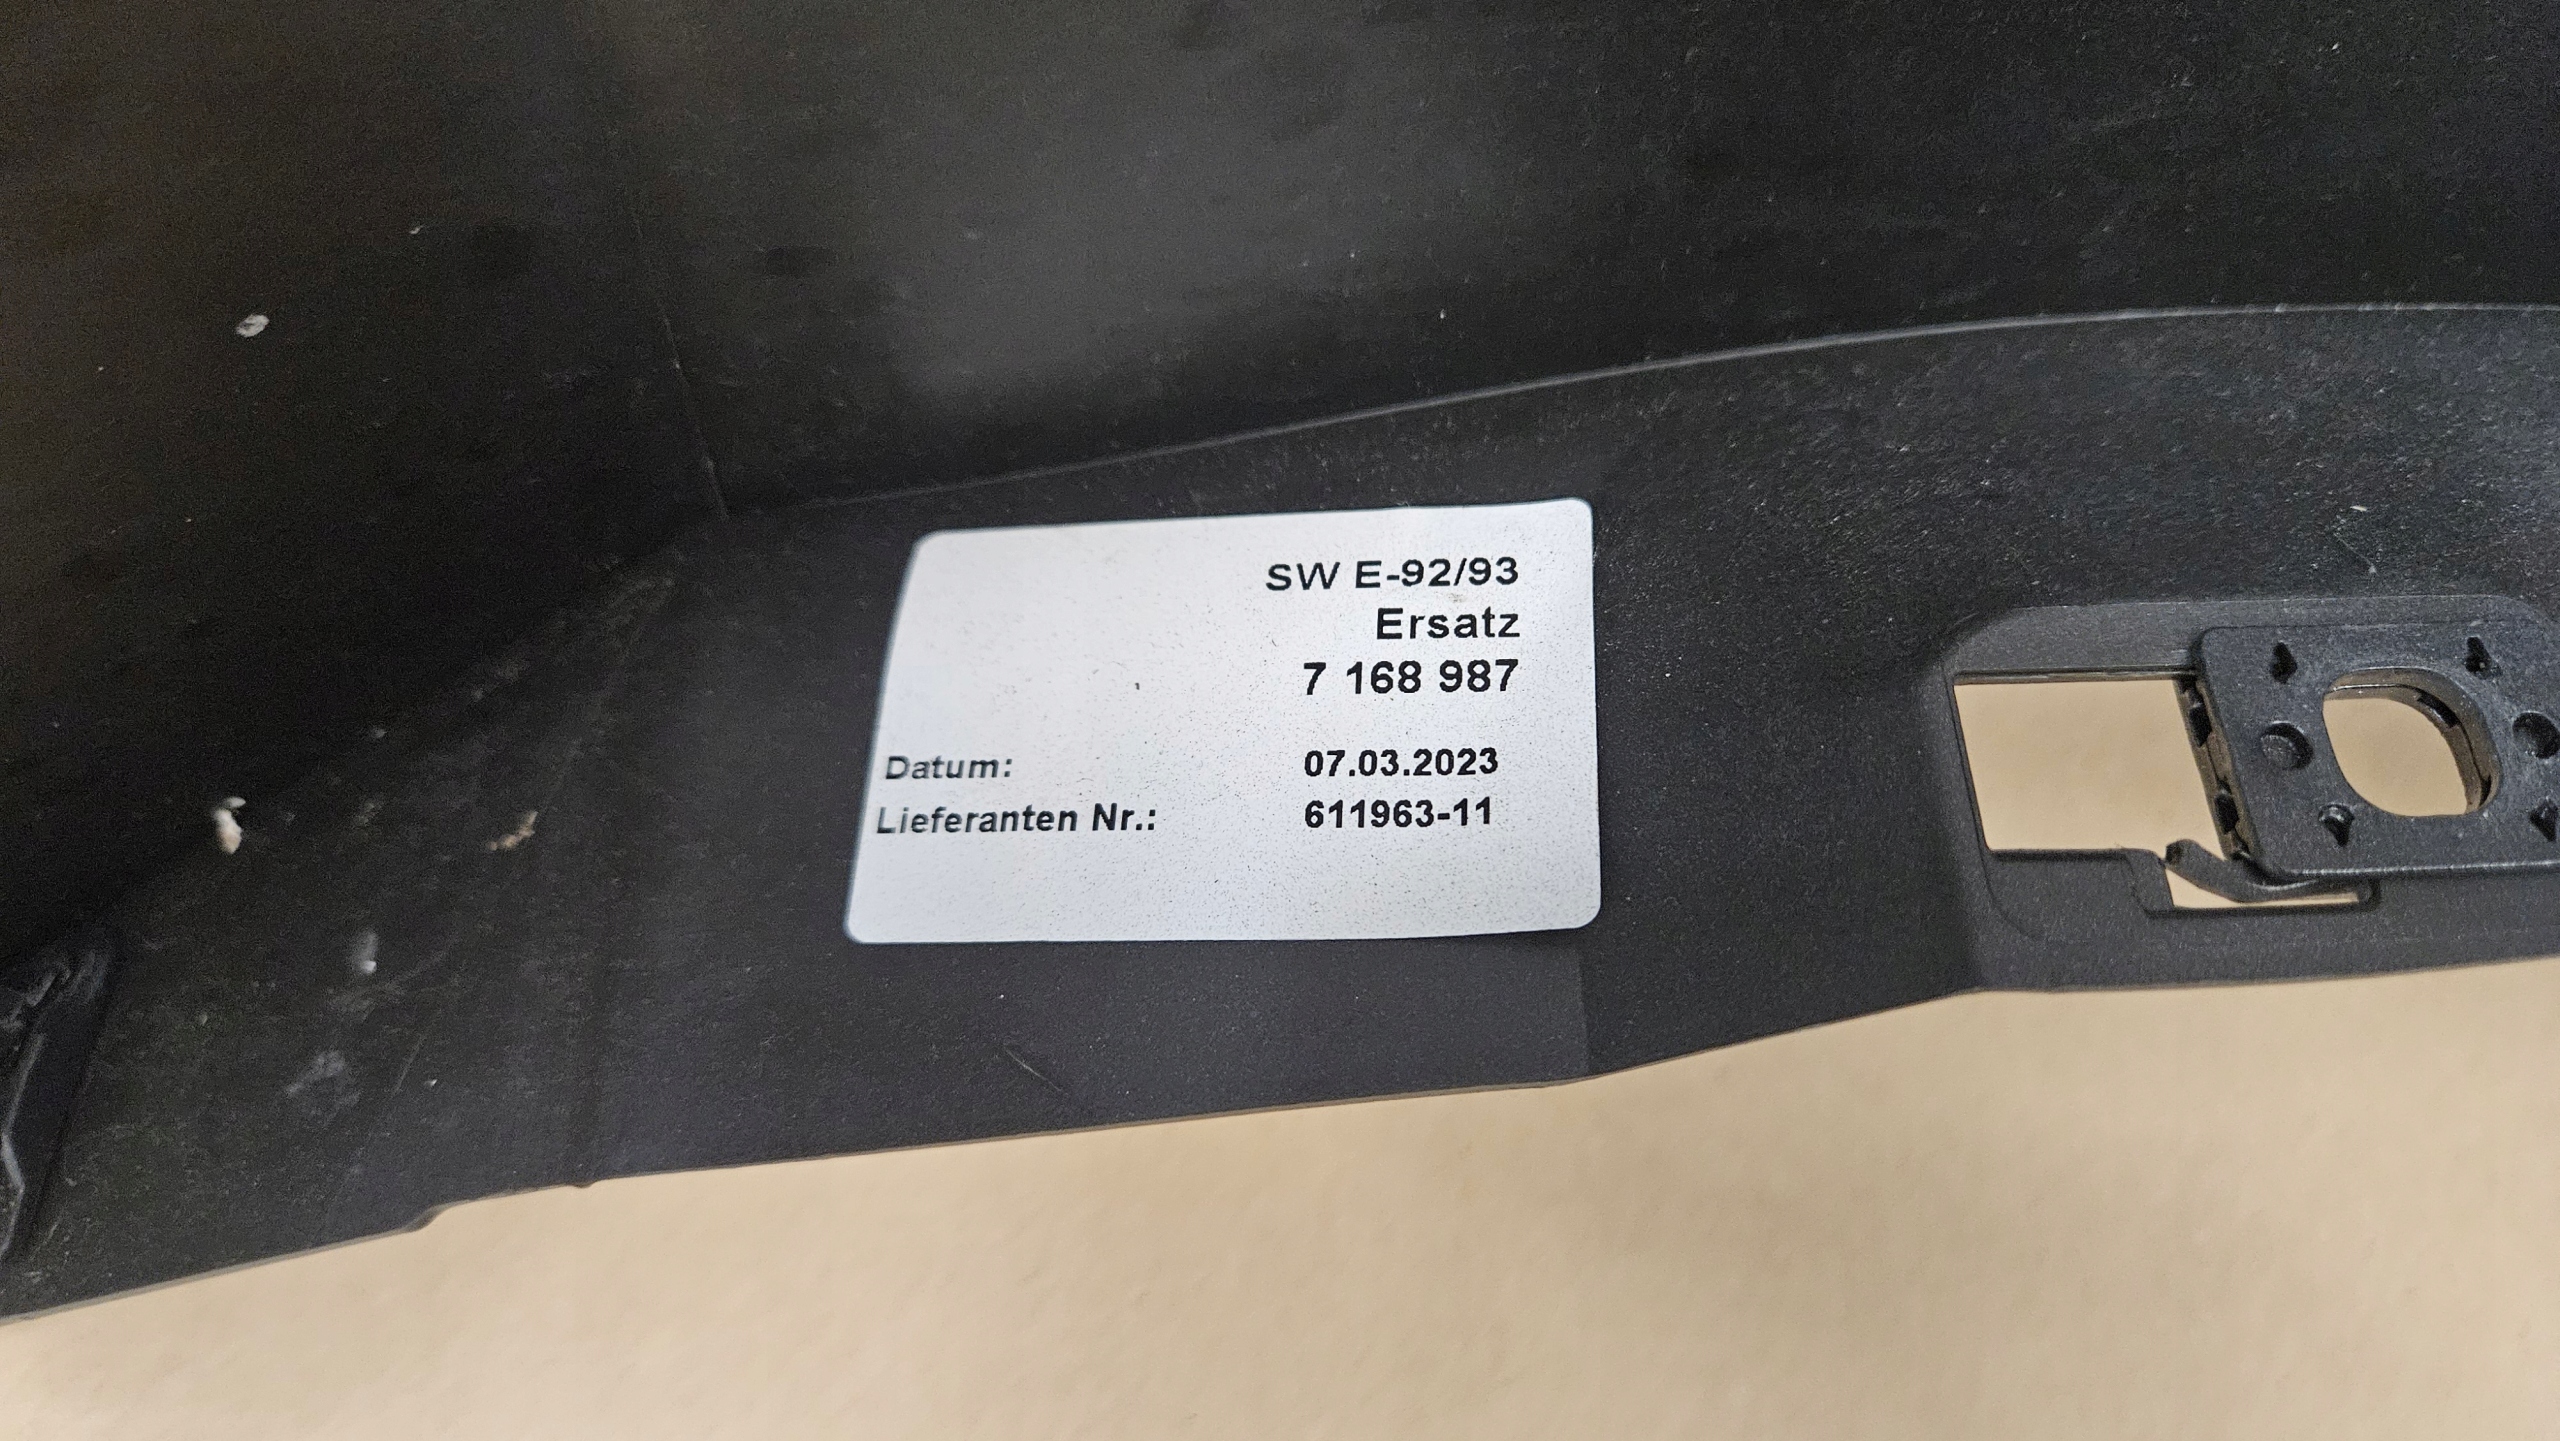 SW E-92/93
Ersatz
7 168 987
Datum: 07.03.2023
Lieferanten Nr.: 611963-11